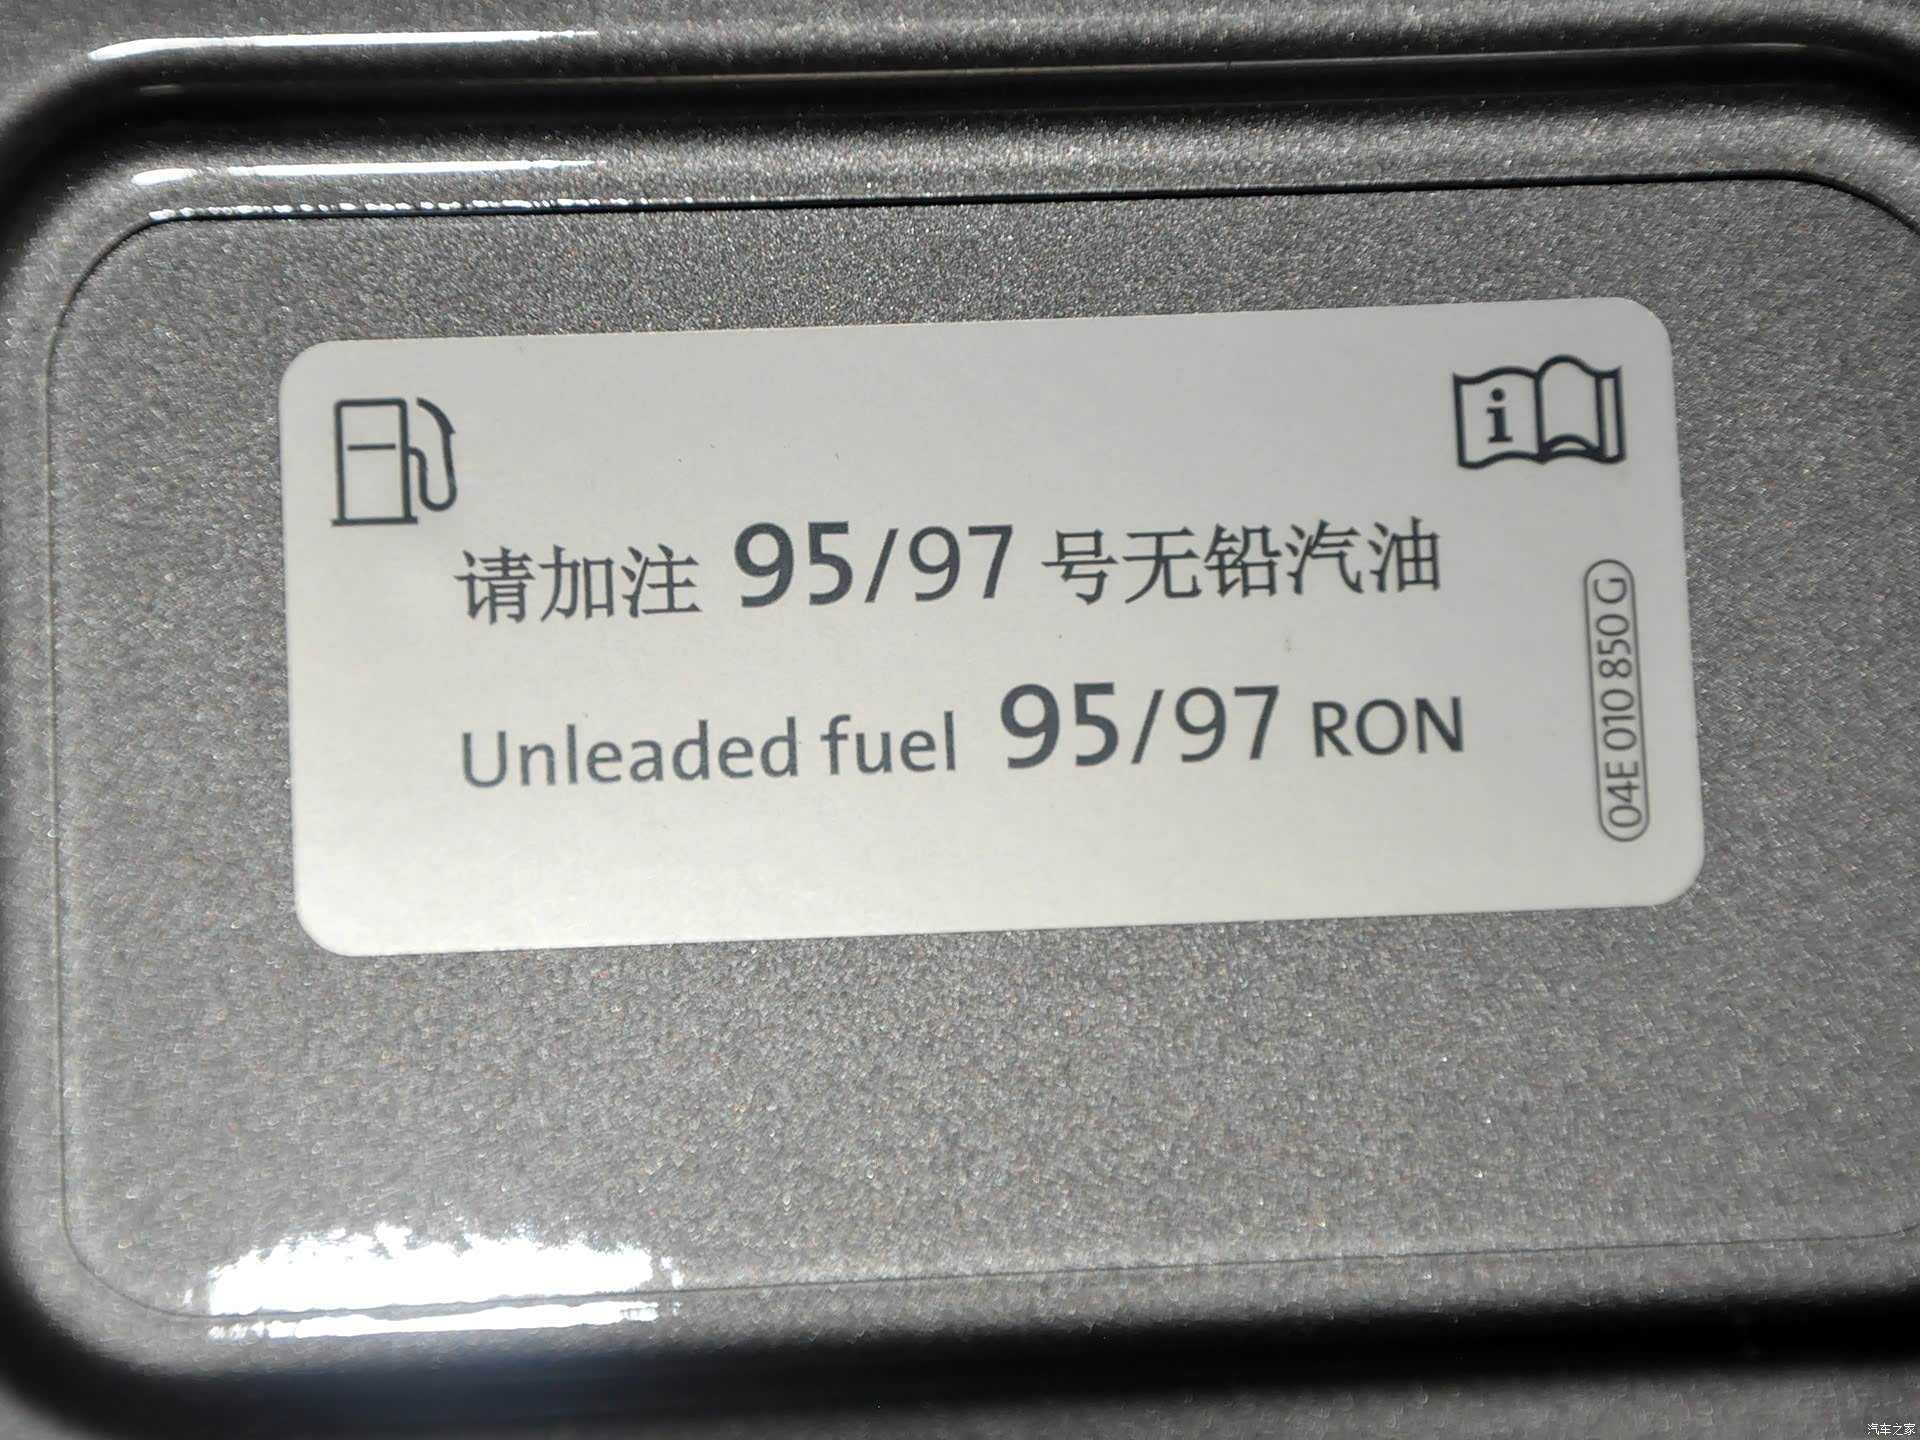 请加注 95/97 号无铅汽油
Unleaded fuel 95/97 RON
i
04E 010 850 G
汽车之家